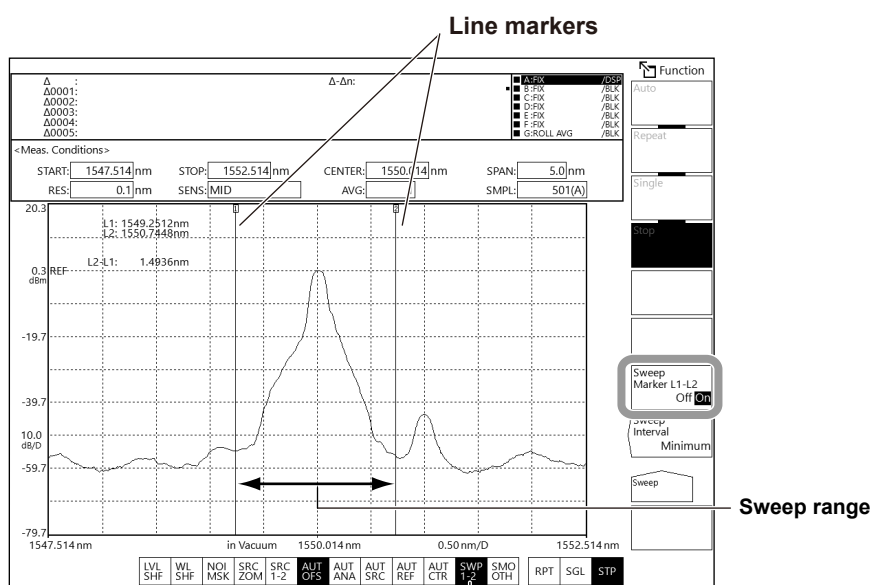 Line markers
Function
Δ :
Δ-Δn:
Δ0001:
Δ0002:
Δ0003:
Δ0004:
Δ0005:
A:FIX /DSP
B:FIX /BLK
C:FIX /BLK
D:FIX /BLK
E:FIX /BLK
F:FIX /BLK
G:ROLL AVG /BLK
<Meas. Conditions>
START: 1547.514 nm STOP: 1552.514 nm CENTER: 1550.014 nm SPAN: 5.0 nm
RES: 0.1 nm SENS: MID AVG: SMPL: 501(A)
20.3
1
2
L1: 1549.2512nm
L2: 1550.7448nm
L2-L1: 1.4936nm
0.3 REF
dBm
-19.7
-39.7
10.0
dB/D
-59.7
-79.7
1547.514 nm in Vacuum 1550.014 nm 0.50 nm/D 1552.514 nm
Auto
Repeat
Single
Stop
Sweep
Marker L1-L2
Off On
Sweep
Interval
Minimum
Sweep
Sweep range
LVL SHF
WL SHF
NOI MSK
SRC ZOM
SRC 1-2
AUT OFS
AUT ANA
AUT SRC
AUT REF
AUT CTR
SWP 1-2
SMO OTH
RPT
SGL
STP